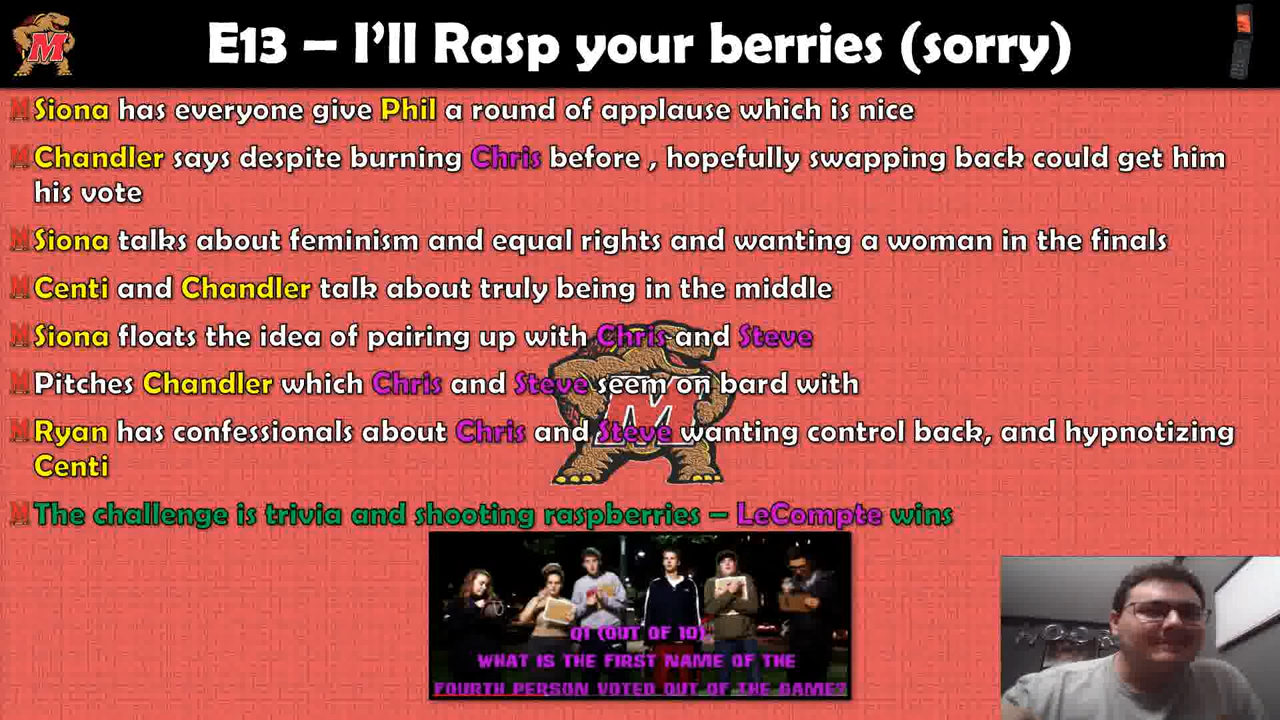 E13 – I'll Rasp your berries (sorry)
Siona has everyone give Phil a round of applause which is nice
Chandler says despite burning Chris before , hopefully swapping back could get him
his vote
Siona talks about feminism and equal rights and wanting a woman in the finals
Centi and Chandler talk about truly being in the middle
Siona floats the idea of pairing up with Chris and Steve
Pitches Chandler which Chris and Steve seem on bard with
Ryan has confessionals about Chris and Steve wanting control back, and hypnotizing
Centi
The challenge is trivia and shooting raspberries – LeCompte wins
Q1 (OUT OF 10)
WHAT IS THE FIRST NAME OF THE
FOURTH PERSON VOTED OUT OF THE GAME?
M
M